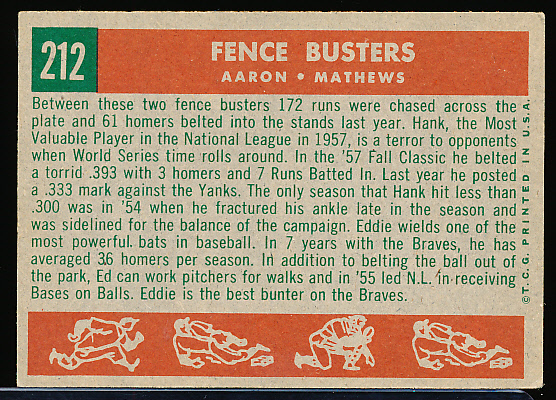 212
FENCE BUSTERS
AARON • MATHEWS
Between these two fence busters 172 runs were chased across the
plate and 61 homers belted into the stands last year. Hank, the Most
Valuable Player in the National League in 1957, is a terror to opponents
when World Series time rolls around. In the '57 Fall Classic he belted
a torrid .393 with 3 homers and 7 Runs Batted In. Last year he posted
a .333 mark against the Yanks. The only season that Hank hit less than
.300 was in '54 when he fractured his ankle late in the season and
was sidelined for the balance of the campaign. Eddie wields one of the
most powerful bats in baseball. In 7 years with the Braves, he has
averaged 36 homers per season. In addition to belting the ball out of
the park, Ed can work pitchers for walks and in '55 led N.L. in receiving
Bases on Balls. Eddie is the best bunter on the Braves.
©T.C.G. PRINTED IN U.S.A.